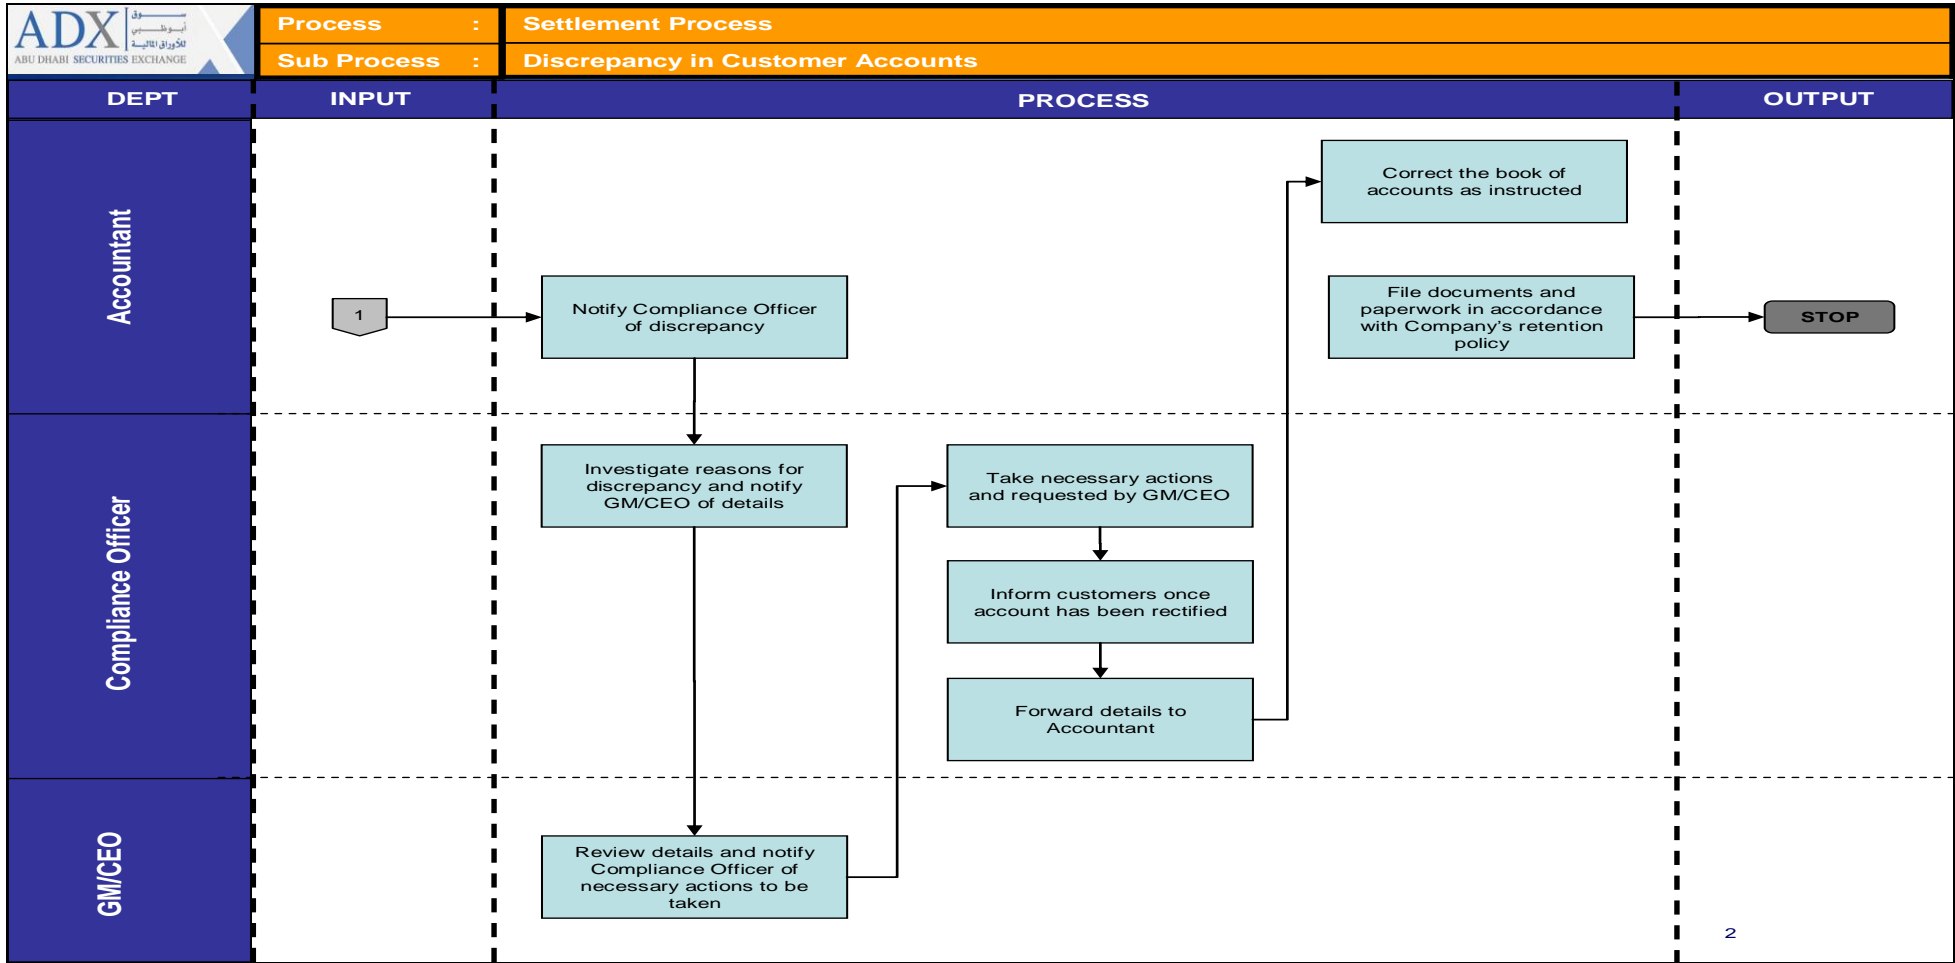 ADX
سـوق
أبـوظـبـي
للأوراق المالية
ABU DHABI SECURITIES EXCHANGE
Process :
Settlement Process
Sub Process :
Discrepancy in Customer Accounts
DEPT
INPUT
PROCESS
OUTPUT
Accountant
1
Notify Compliance Officer
of discrepancy
Correct the book of
accounts as instructed
File documents and
paperwork in accordance
with Company's retention
policy
STOP
Compliance Officer
Investigate reasons for
discrepancy and notify
GM/CEO of details
Take necessary actions
and requested by GM/CEO
Inform customers once
account has been rectified
Forward details to
Accountant
GM/CEO
Review details and notify
Compliance Officer of
necessary actions to be
taken
2